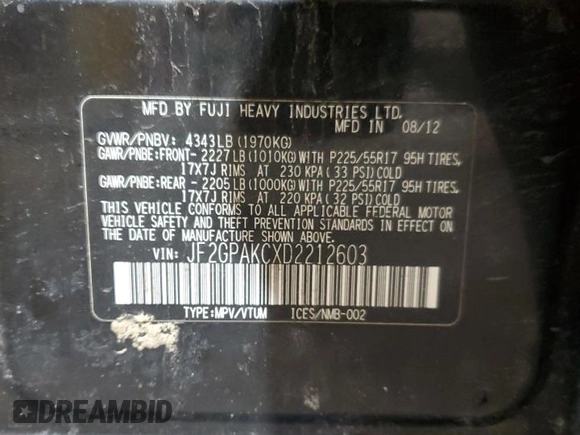 MFD BY FUJI HEAVY INDUSTRIES LTD.
MFD IN 08/12
GVWR/PNBV: 4343LB(1970KG)
GAWR/PNBE:FRONT- 2227LB(1010KG)WITH P225/55R17 95H TIRES,
17X7J RIMS AT 230 KPA( 33 PSI)COLD
GAWR/PNBE:REAR - 2205LB(1000KG)WITH P225/55R17 95H TIRES,
17X7J RIMS AT 220 KPA( 32 PSI)COLD
THIS VEHICLE CONFORMS TO ALL APPLICABLE FEDERAL MOTOR
VEHICLE SAFETY AND THEFT PREVENTION STANDARDS
IN EFFECT ON THE DATE OF MANUFACTURE SHOWN ABOVE.
VIN: JF2GPAKCXD2212603
TYPE:MPV/VTUM ICES/NMB-002
DREAMBID